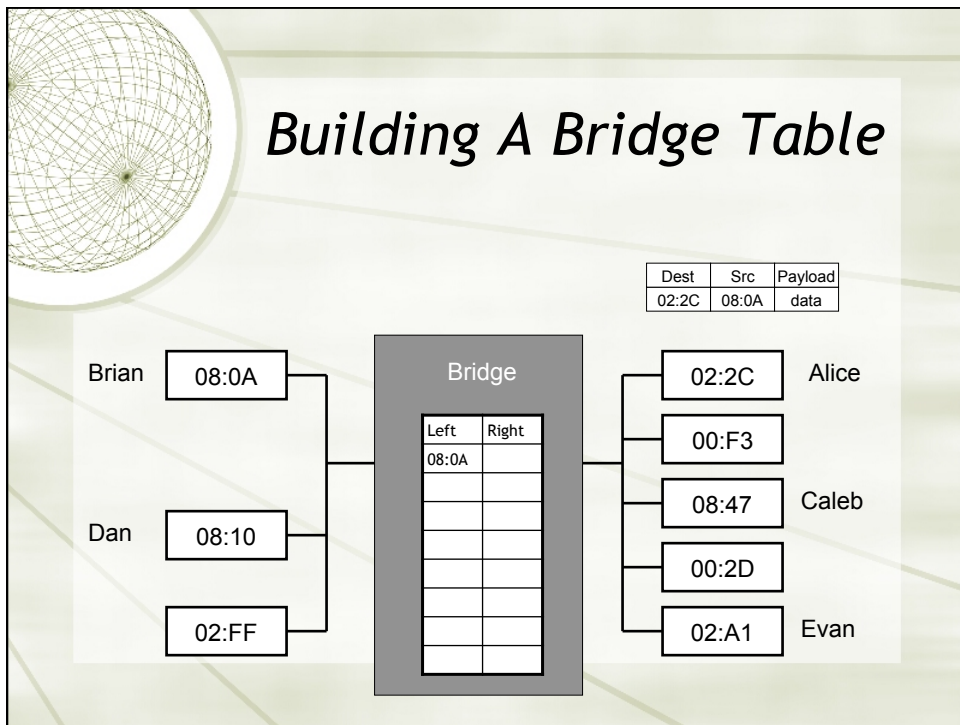 Building A Bridge Table
Dest Src Payload
02:2C 08:0A data
Brian 08:0A Bridge 02:2C Alice
Left Right
00:F3
08:0A
08:47 Caleb
Dan 08:10
00:2D
02:FF 02:A1 Evan